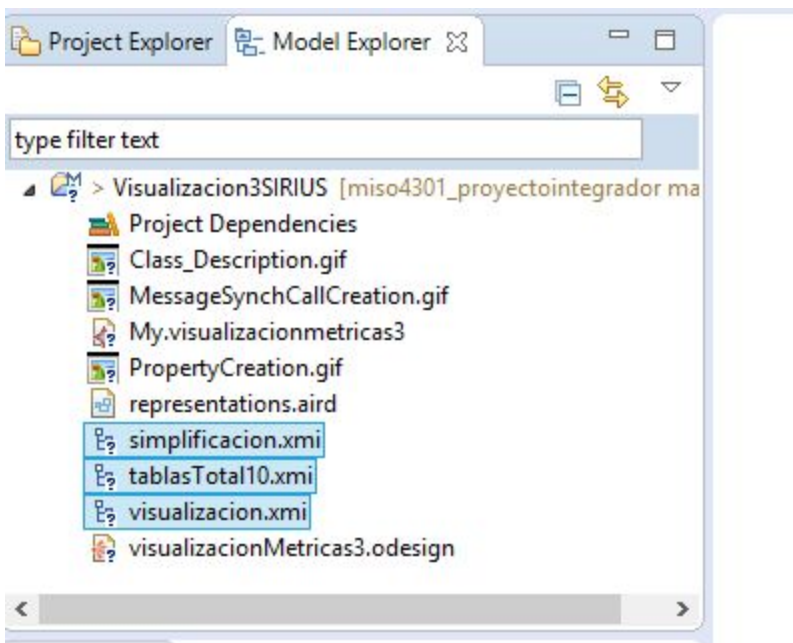 Project Explorer Model Explorer
type filter text
> Visualizacion3SIRIUS [miso4301_proyectointegrador ma
Project Dependencies
Class_Description.gif
MessageSynchCallCreation.gif
My.visualizacionmetricas3
PropertyCreation.gif
representations.aird
simplificacion.xmi
tablasTotal10.xmi
visualizacion.xmi
visualizacionMetricas3.odesign